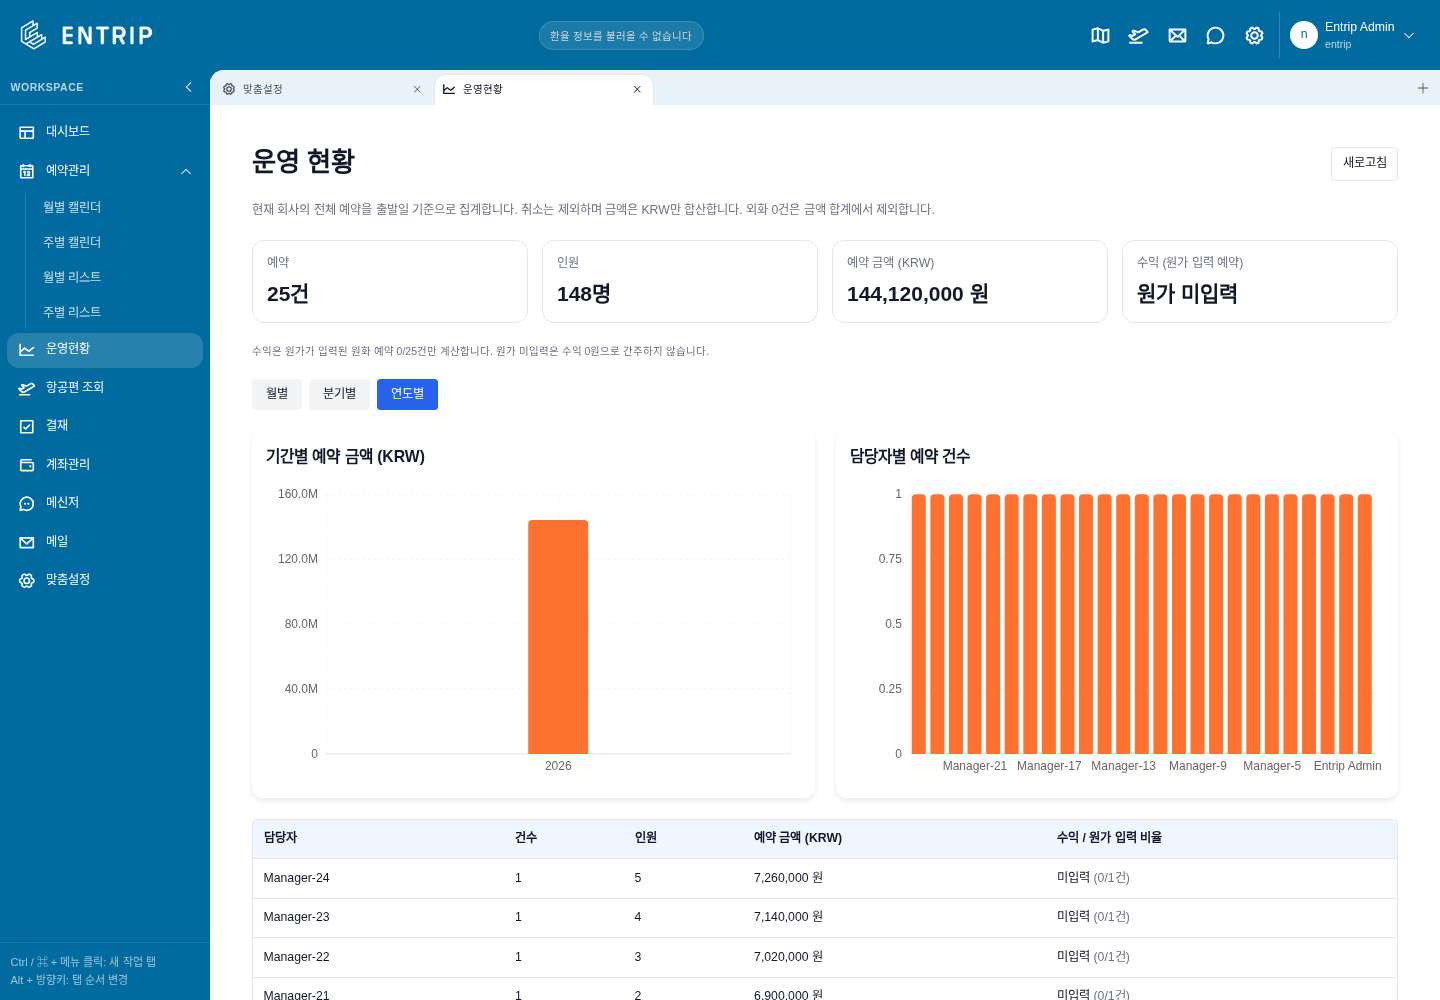 ENTRIP
환율 정보를 불러올 수 없습니다
n
Entrip Admin
entrip
WORKSPACE
맞춤설정
운영현황
대시보드
예약관리
월별 캘린더
주별 캘린더
월별 리스트
주별 리스트
운영현황
항공편 조회
결재
계좌관리
메신저
메일
맞춤설정
Ctrl / ⌘ + 메뉴 클릭: 새 작업 탭
Alt + 방향키: 탭 순서 변경
운영 현황
새로고침
현재 회사의 전체 예약을 출발일 기준으로 집계합니다. 취소는 제외하며 금액은 KRW만 합산합니다. 외화 0건은 금액 합계에서 제외합니다.
예약
25건
인원
148명
예약 금액 (KRW)
144,120,000 원
수익 (원가 입력 예약)
원가 미입력
수익은 원가가 입력된 원화 예약 0/25건만 계산합니다. 원가 미입력은 수익 0원으로 간주하지 않습니다.
월별 분기별 연도별
기간별 예약 금액 (KRW)
160.0M
120.0M
80.0M
40.0M
0
2026
담당자별 예약 건수
1
0.75
0.5
0.25
0
Manager-21 Manager-17 Manager-13 Manager-9 Manager-5 Entrip Admin
담당자 건수 인원 예약 금액 (KRW) 수익 / 원가 입력 비율
Manager-24 1 5 7,260,000 원 미입력 (0/1건)
Manager-23 1 4 7,140,000 원 미입력 (0/1건)
Manager-22 1 3 7,020,000 원 미입력 (0/1건)
Manager-21 1 2 6,900,000 원 미입력 (0/1건)